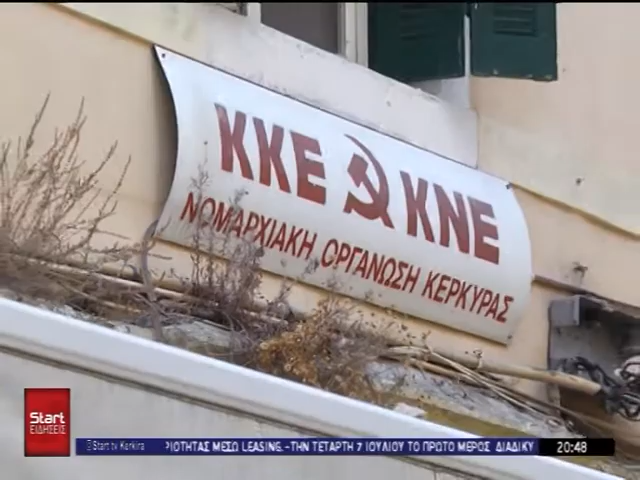 ΚΚΕ ΚΝΕ
ΝΟΜΑΡΧΙΑΚΗ ΟΡΓΑΝΩΣΗ ΚΕΡΚΥΡΑΣ
Start
ΕΙΔΗΣΕΙΣ
Start tv Kerkira
ΡΙΟΤΗΤΑΣ ΜΕΣΩ LEASING. -ΤΗΝ ΤΕΤΑΡΤΗ 7 ΙΟΥΛΙΟΥ ΤΟ ΠΡΩΤΟ ΜΕΡΟΣ ΔΙΑΔΙΚΥ
20:48